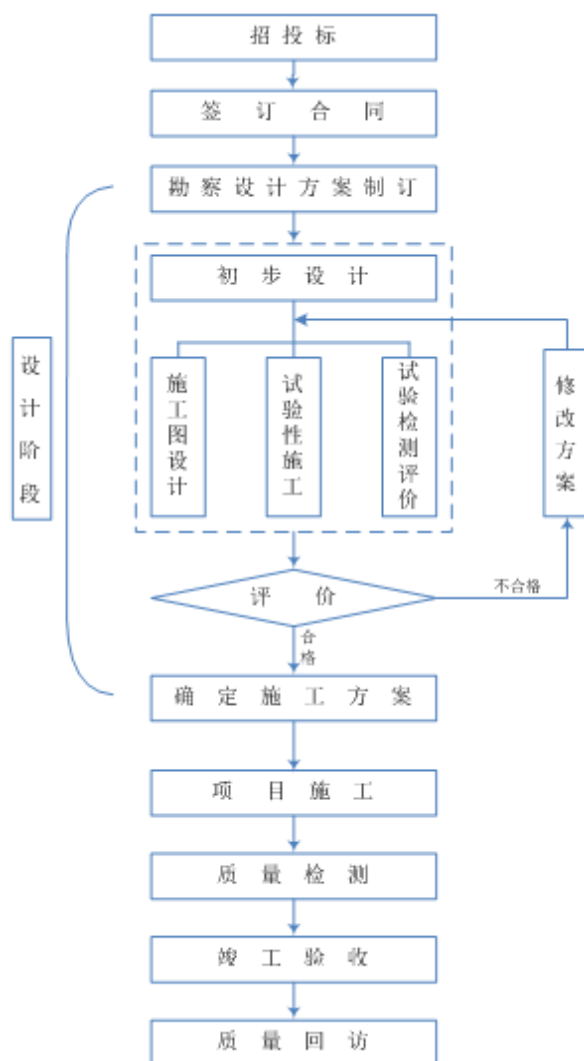 招投标
签订合同
勘察设计方案制订
初步设计
设计阶段
施工图设计
试验性施工
试验检测评价
修改方案
评价
不合格
合格
确定施工方案
项目施工
质量检测
竣工验收
质量回访